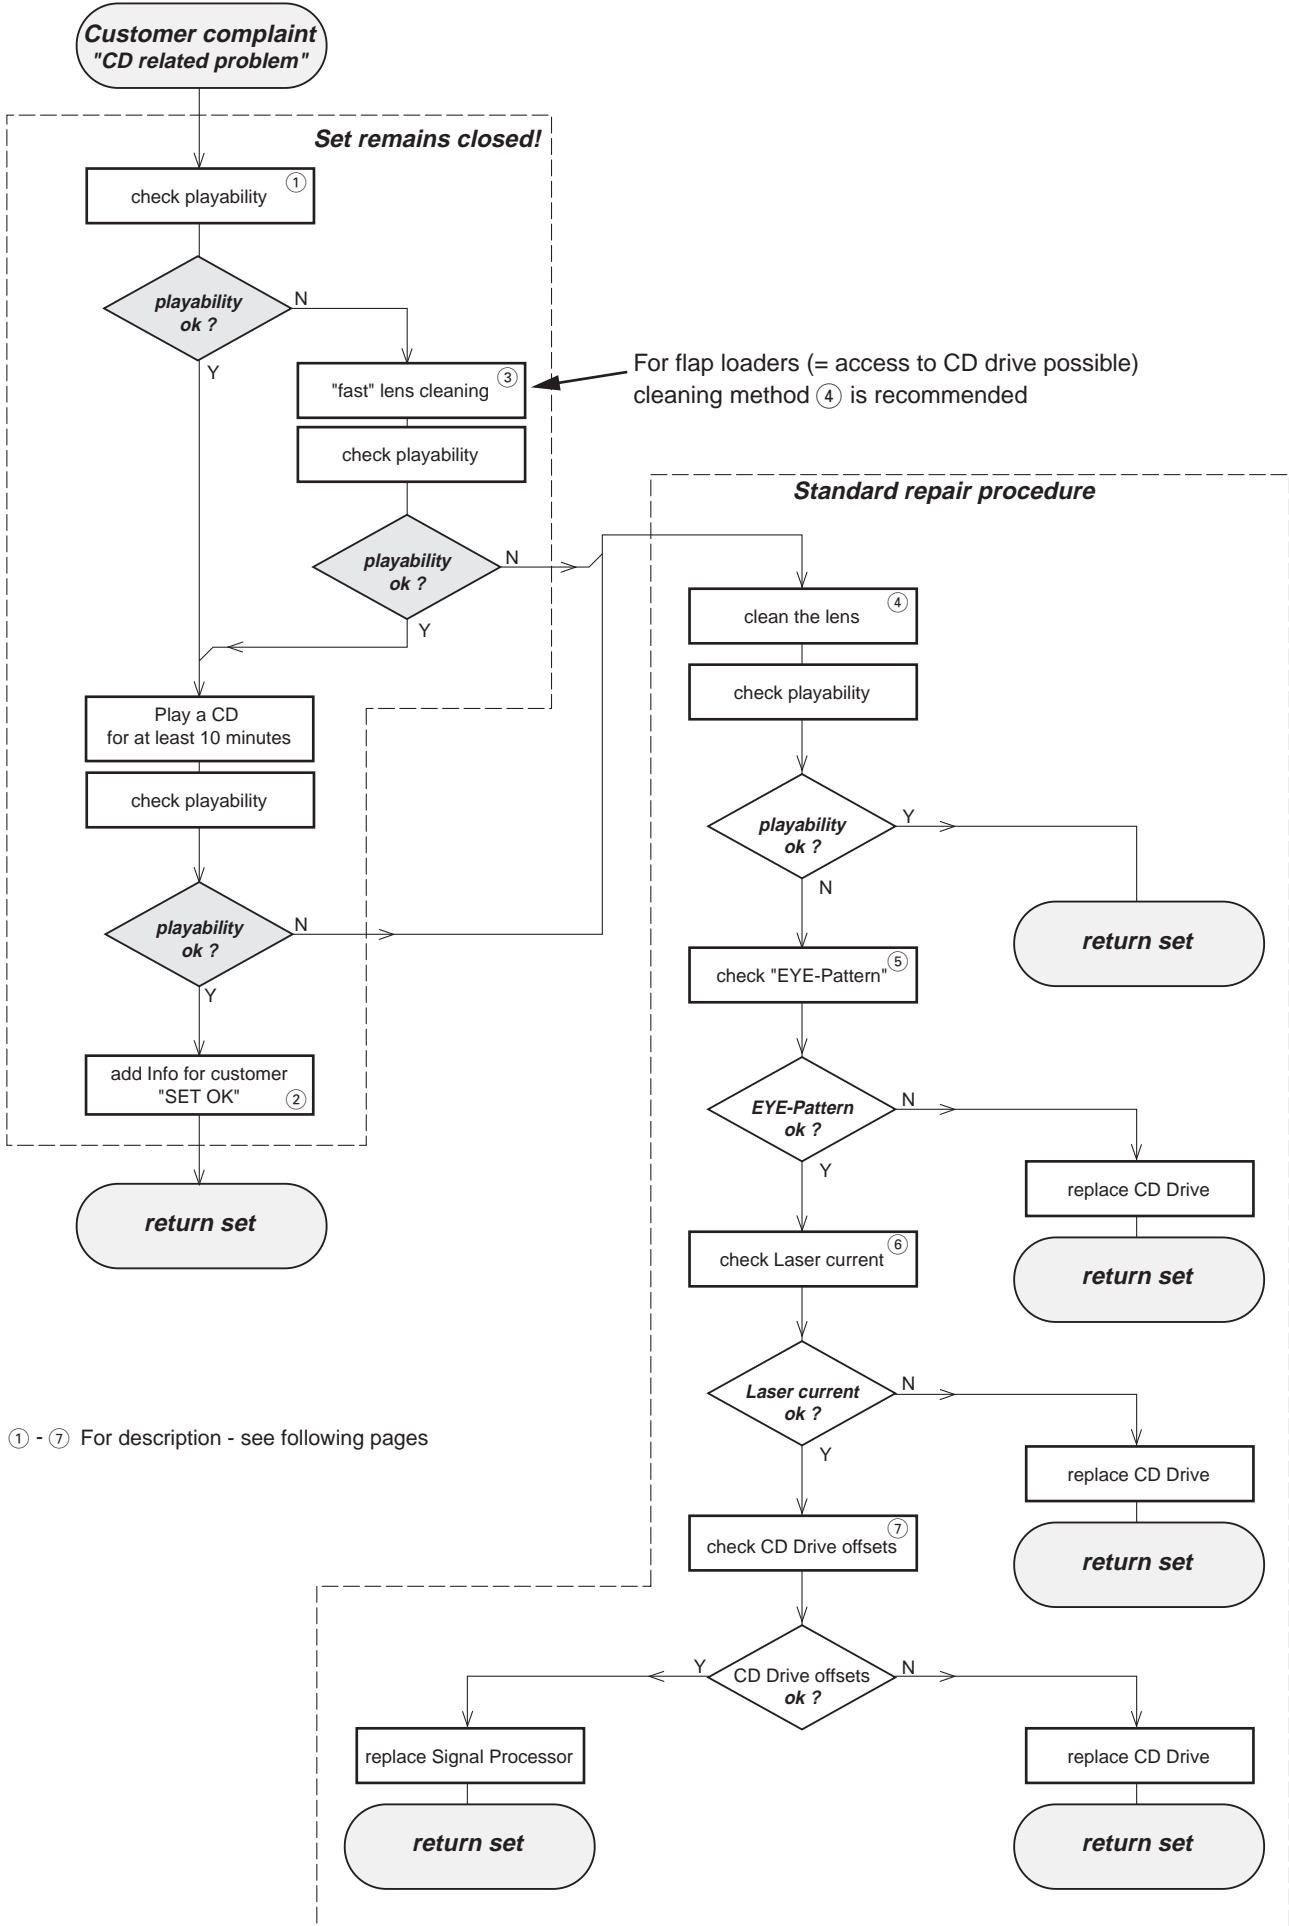 Customer complaint
"CD related problem"
Set remains closed!
check playability ①
playability
ok ?
N
Y
"fast" lens cleaning ③
For flap loaders (= access to CD drive possible)
cleaning method ④ is recommended
check playability
playability
ok ?
N
Y
Play a CD
for at least 10 minutes
check playability
playability
ok ?
N
Y
add Info for customer
"SET OK" ②
return set
Standard repair procedure
clean the lens ④
check playability
playability
ok ?
Y
N
return set
check "EYE-Pattern" ⑤
EYE-Pattern
ok ?
N
Y
replace CD Drive
return set
check Laser current ⑥
Laser current
ok ?
N
Y
replace CD Drive
return set
① - ⑦ For description - see following pages
check CD Drive offsets ⑦
CD Drive offsets
ok ?
Y
N
replace Signal Processor
return set
replace CD Drive
return set